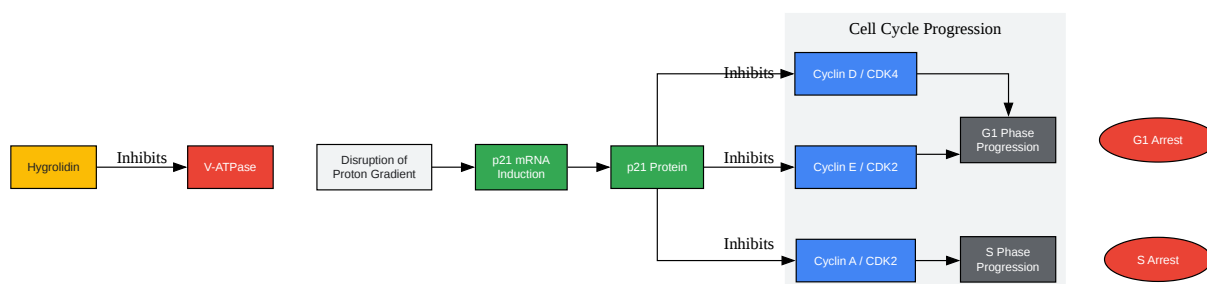 Cell Cycle Progression
Inhibits
Cyclin D / CDK4
G1 Phase
Progression
G1 Arrest
Hygrolidin
Inhibits
V-ATPase
Disruption of
Proton Gradient
p21 mRNA
Induction
p21 Protein
Inhibits
Cyclin E / CDK2
Inhibits
Cyclin A / CDK2
S Phase
Progression
S Arrest